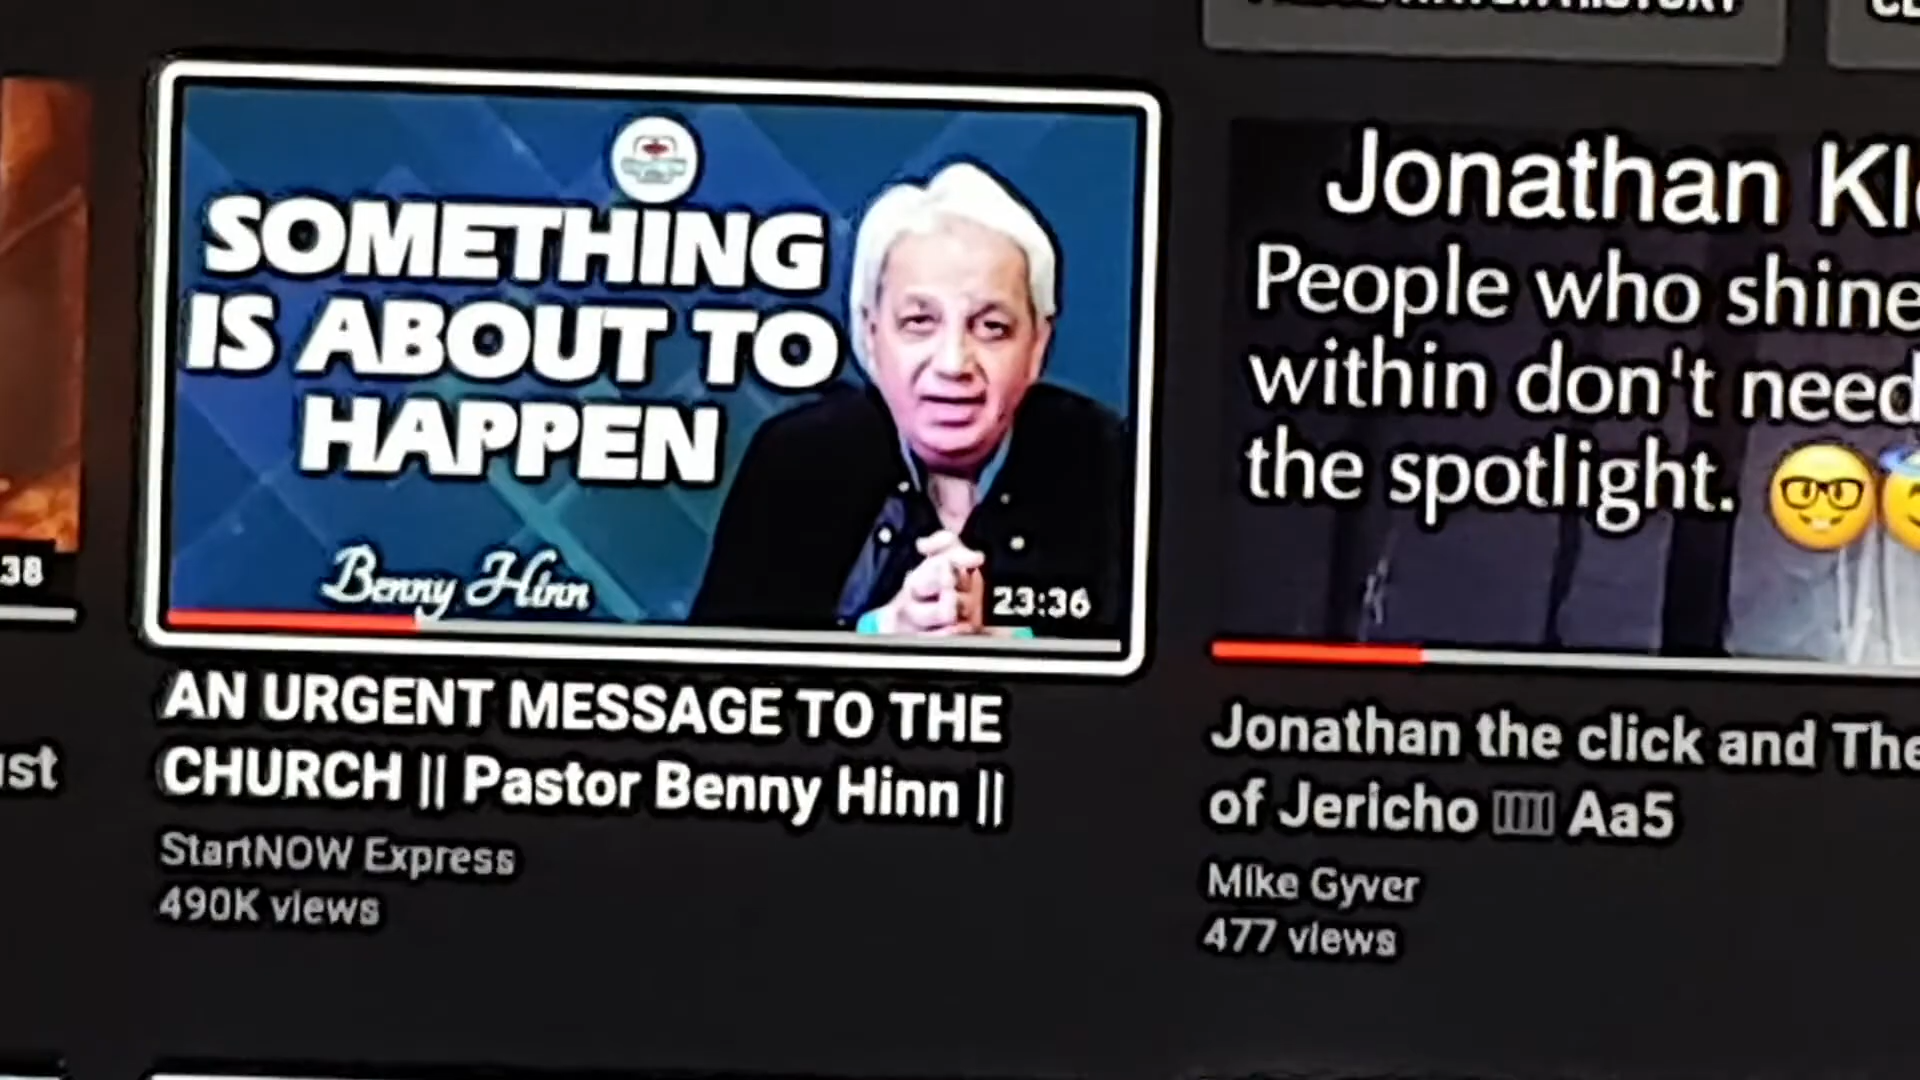 WATCH HISTORY
SOMETHING
IS ABOUT TO
HAPPEN
Benny Hinn
23:36
AN URGENT MESSAGE TO THE
CHURCH || Pastor Benny Hinn ||
StartNOW Express
490K views
:38
Jonathan
People who shine
within don't need
the spotlight. 🤓
Jonathan the click and The
of Jericho Aa5
Mike Gyver
477 views